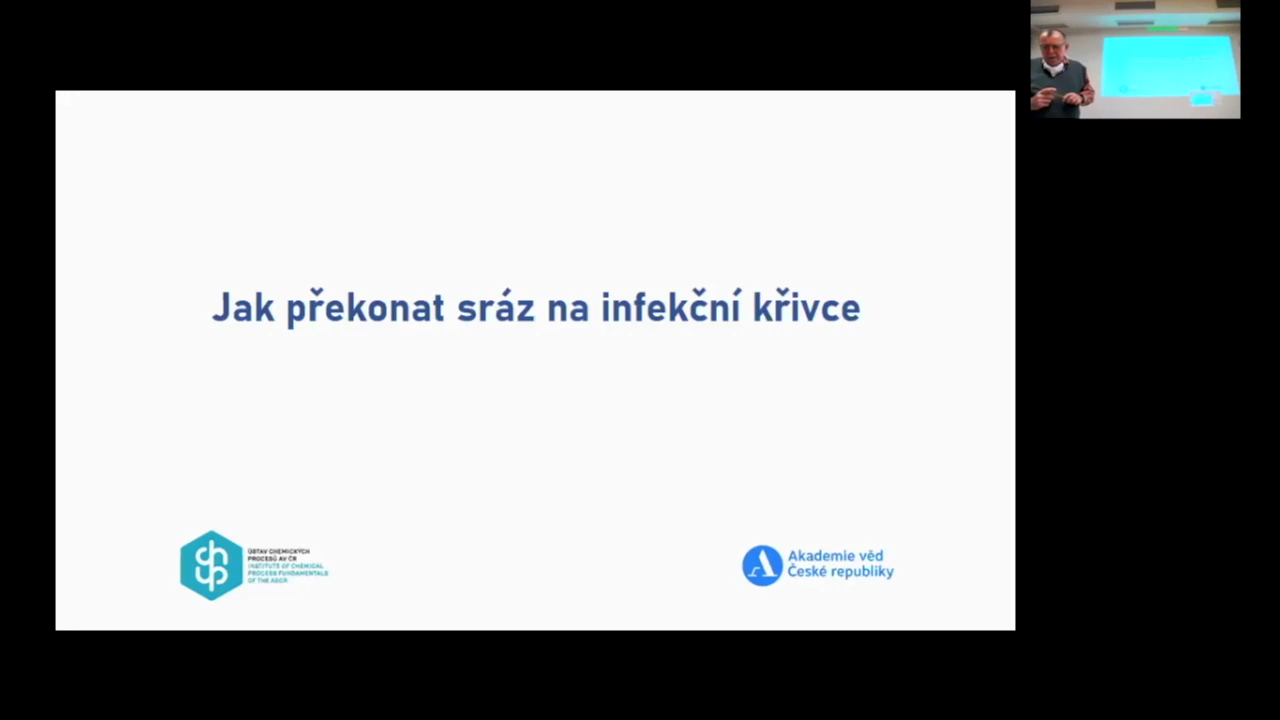 Jak překonat sráz na infekční křivce
ÚSTAV CHEMICKÝCH
PROCESŮ AV ČR
INSTITUTE OF CHEMICAL
PROCESS FUNDAMENTALS
OF THE ASCR
Akademie věd
České republiky